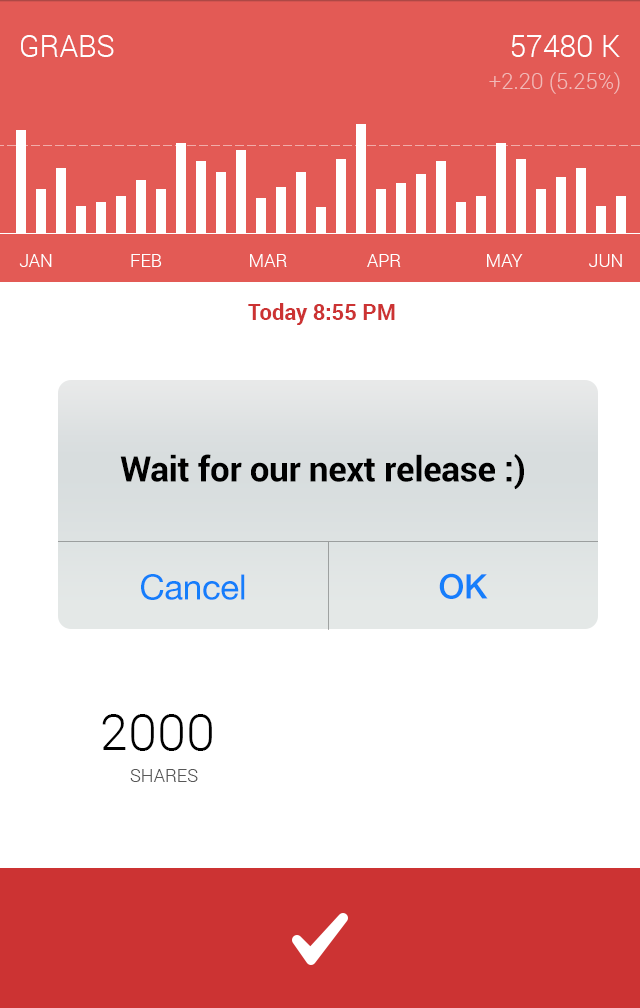 GRABS
57480 K
+2.20 (5.25%)
JAN FEB MAR APR MAY JUN
Today 8:55 PM
Wait for our next release :)
Cancel OK
2000
SHARES